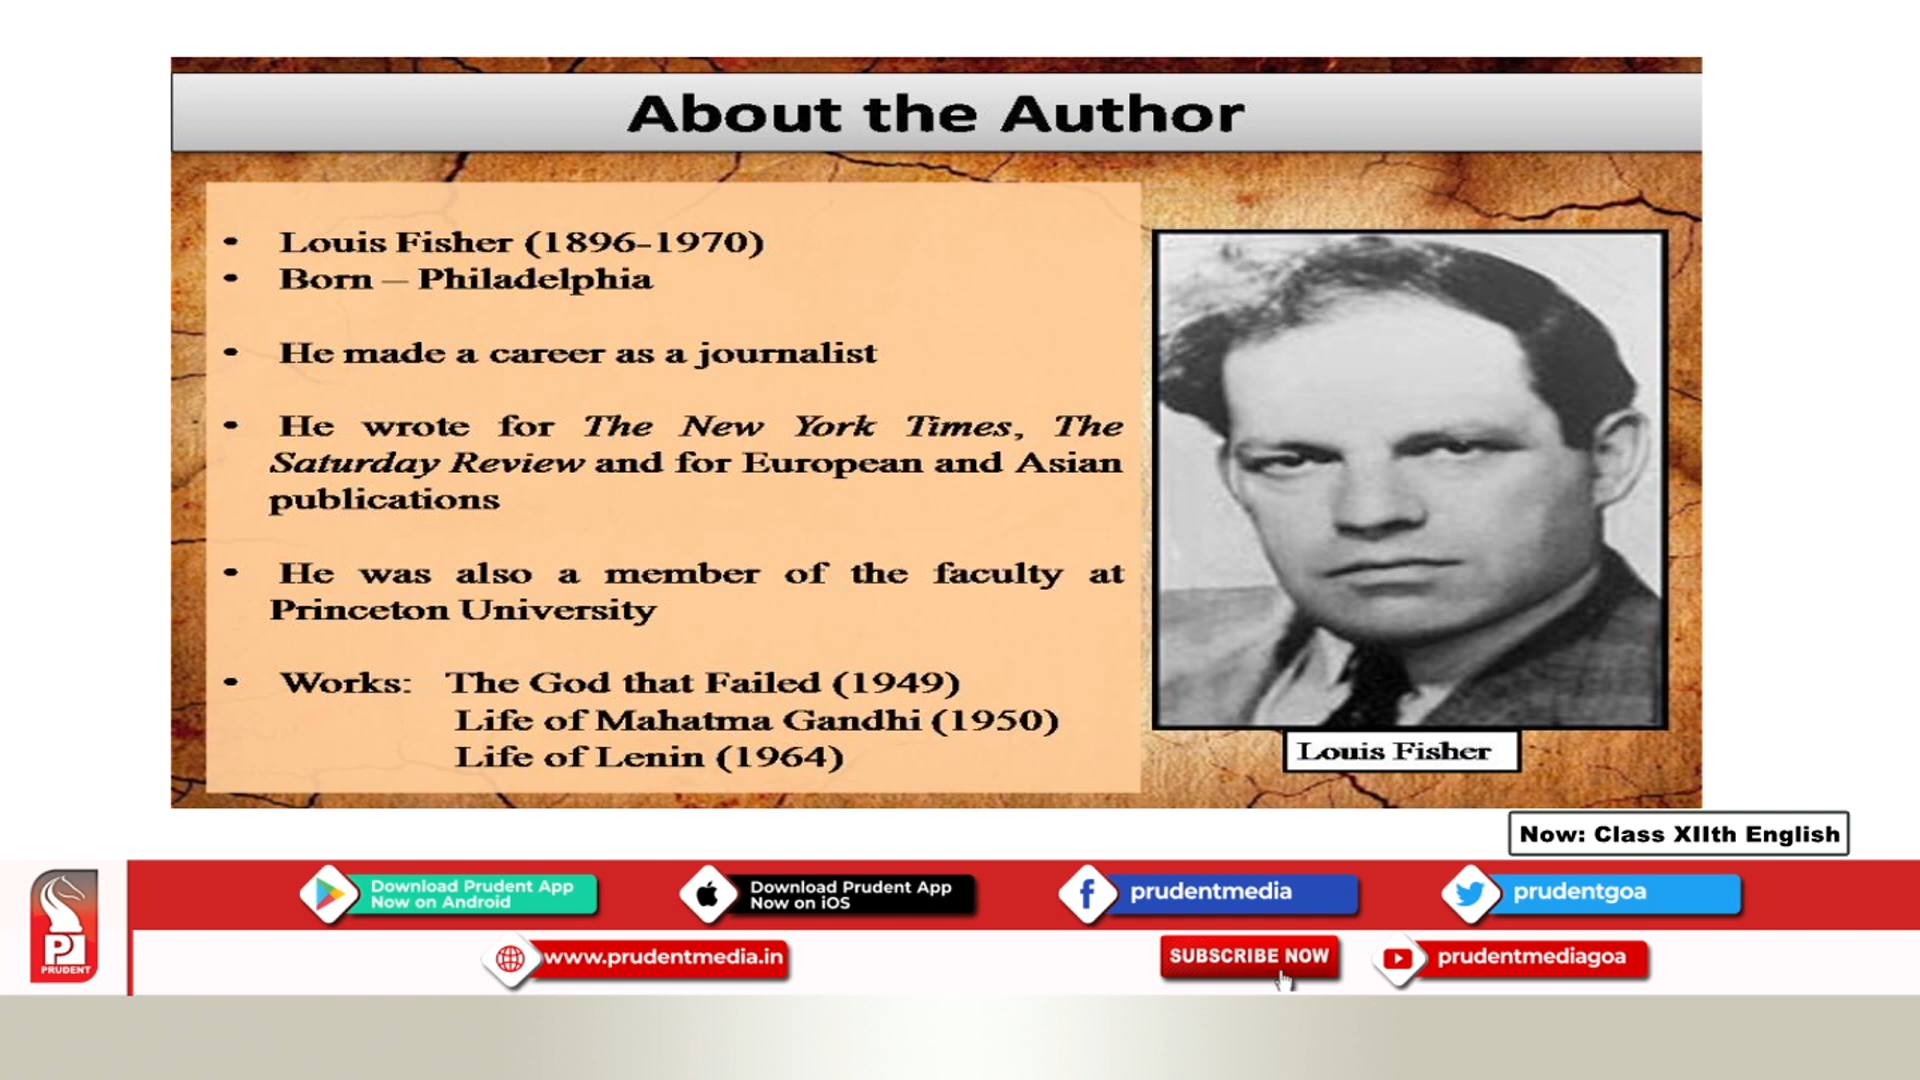 About the Author
• Louis Fisher (1896-1970)
• Born – Philadelphia
• He made a career as a journalist
• He wrote for The New York Times, The
Saturday Review and for European and Asian
publications
• He was also a member of the faculty at
Princeton University
• Works: The God that Failed (1949)
Life of Mahatma Gandhi (1950)
Life of Lenin (1964)
Louis Fisher
Now: Class XIIth English
Download Prudent App
Now on Android
Download Prudent App
Now on iOS
prudentmedia
prudentgoa
PRUDENT
www.prudentmedia.in
SUBSCRIBE NOW
prudentmediagoa